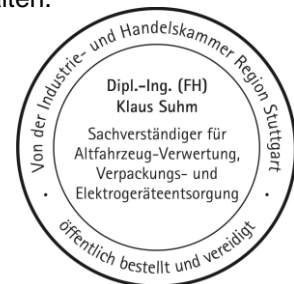 alten.
Von der Industrie- und Handelskammer Region Stuttgart
Dipl.-Ing. (FH)
Klaus Suhm
Sachverständiger für
Altfahrzeug-Verwertung,
Verpackungs- und
Elektrogeräteentsorgung
· öffentlich bestellt und vereidigt ·